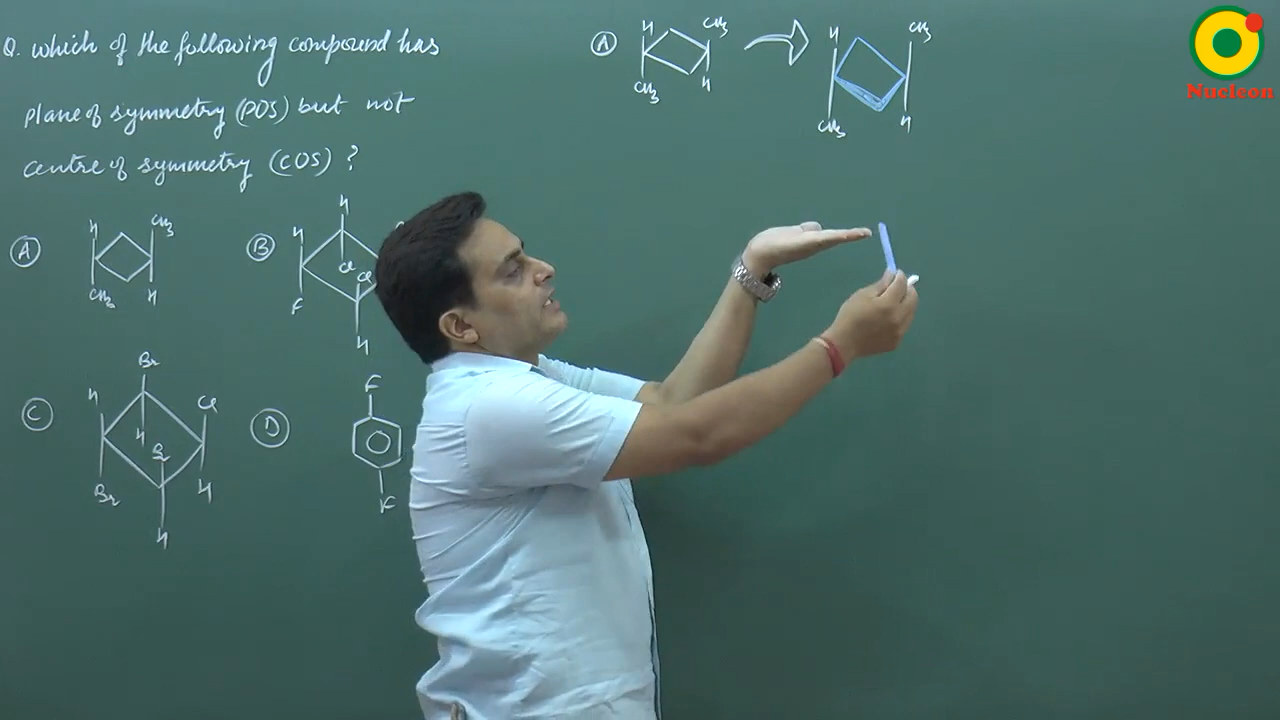 Q. which of the following compound has
plane of symmetry (POS) but not
centre of symmetry (COS) ?
A
H
CH3
CH3
H
B
H
H
Cl
Cl
F
H
C
Br
H
Cl
H
Br
Br
H
H
D
F
F
A
H
CH3
CH3
H
H
CH3
CH3
H
Nucleon